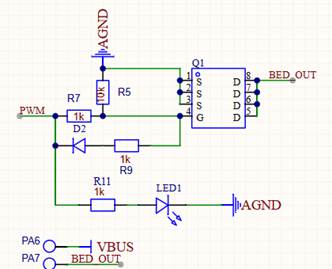 AGND
Q1
1 S D 8
2 S D 7
3 S D 6
4 G D 5
BED_OUT
10k
R5
R7
PWM
1k
D2
1k
R9
R11
1k
LED1
AGND
PA6
VBUS
PA7
BED_OUT